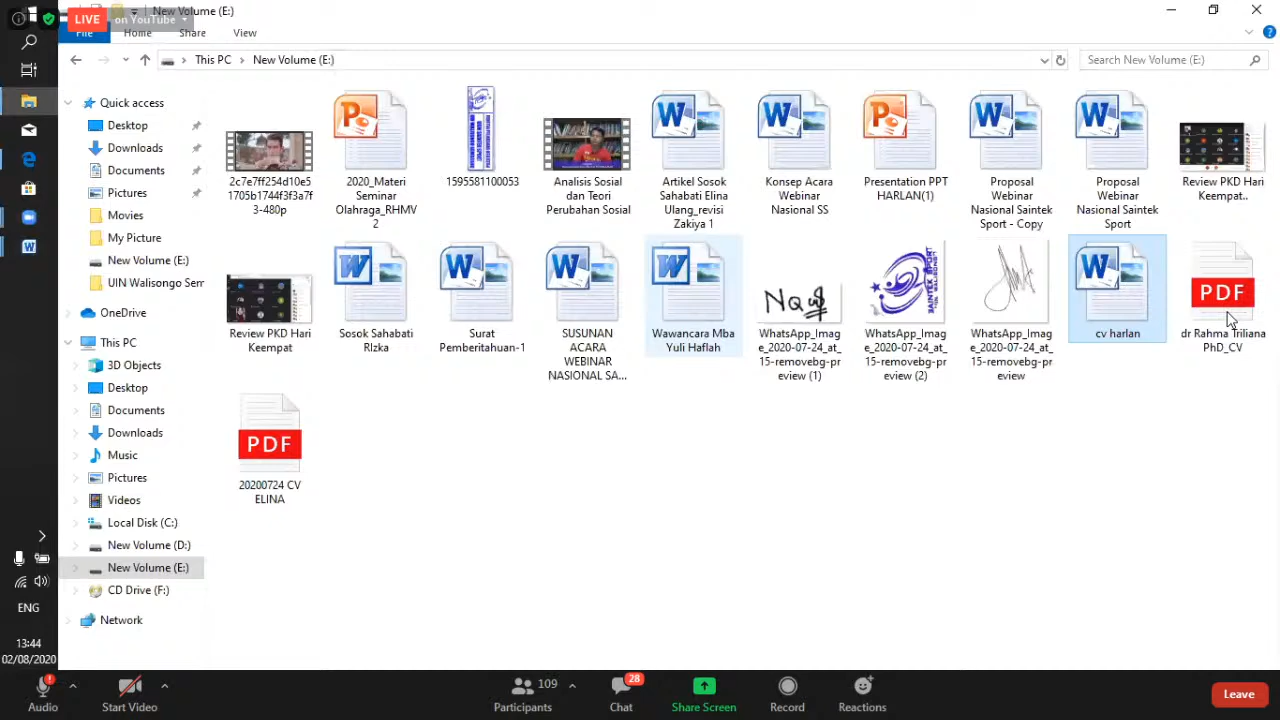 LIVE on YouTube
New Volume (E:)
File Home Share View
This PC New Volume (E:)
Search New Volume (E:)
Quick access
Desktop
Downloads
Documents
Pictures
Movies
My Picture
New Volume (E:)
UIN Walisongo Sem
OneDrive
This PC
3D Objects
Desktop
Documents
Downloads
Music
Pictures
Videos
Local Disk (C:)
New Volume (D:)
New Volume (E:)
CD Drive (F:)
Network
2c7e7ff254d10e5
1705b1744f3f3a7f
3-480p
2020_Materi
Seminar
Olahraga_RHMV
2
1595581100053
Analisis Sosial
dan Teori
Perubahan Sosial
Artikel Sosok
Sahabati Elina
Ulang_revisi
Zakiya 1
Konsep Acara
Webinar
Nasional SS
Presentation PPT
HARLAN(1)
Proposal
Webinar
Nasional Saintek
Sport - Copy
Proposal
Webinar
Nasional Saintek
Sport
Review PKD Hari
Keempat..
Review PKD Hari
Keempat
Sosok Sahabati
RIzka
Surat
Pemberitahuan-1
SUSUNAN
ACARA
WEBINAR
NASIONAL SA...
Wawancara Mba
Yuli Haflah
WhatsApp_Imag
e_2020-07-24_at_
15-removebg-pr
eview (1)
WhatsApp_Imag
e_2020-07-24_at_
15-removebg-pr
eview (2)
WhatsApp_Imag
e_2020-07-24_at_
15-removebg-pr
eview
cv harlan
PDF
dr Rahma Triliana
PhD_CV
PDF
20200724 CV
ELINA
ENG
13:44
02/08/2020
Audio
Start Video
109
Participants
28
Chat
Share Screen
Record
Reactions
Leave